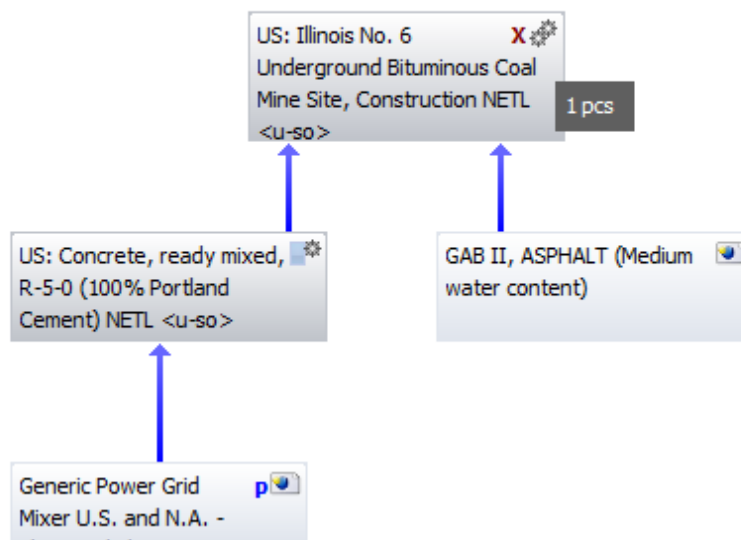 US: Illinois No. 6 X
Underground Bituminous Coal
Mine Site, Construction NETL
<u-so>
1 pcs
US: Concrete, ready mixed,
R-5-0 (100% Portland
Cement) NETL <u-so>
GAB II, ASPHALT (Medium
water content)
Generic Power Grid p
Mixer U.S. and N.A. -